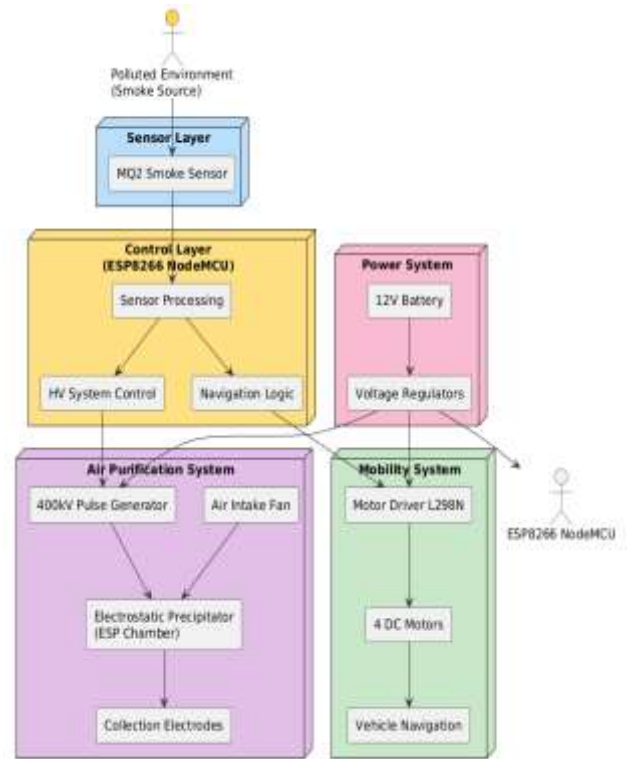 Polluted Environment
(Smoke Source)
Sensor Layer
MQ2 Smoke Sensor
Control Layer
(ESP8266 NodeMCU)
Sensor Processing
HV System Control
Navigation Logic
Power System
12V Battery
Voltage Regulators
Air Purification System
400kV Pulse Generator
Air Intake Fan
Electrostatic Precipitator
(ESP Chamber)
Collection Electrodes
Mobility System
Motor Driver L298N
4 DC Motors
Vehicle Navigation
ESP8266 NodeMCU